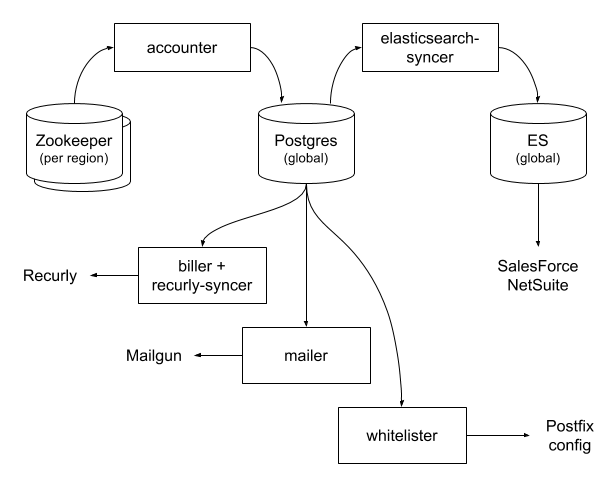 accounter
elasticsearch-
syncer
Zookeeper
(per region)
Postgres
(global)
ES
(global)
Recurly
biller +
recurly-syncer
SalesForce
NetSuite
Mailgun
mailer
whitelister
Postfix
config